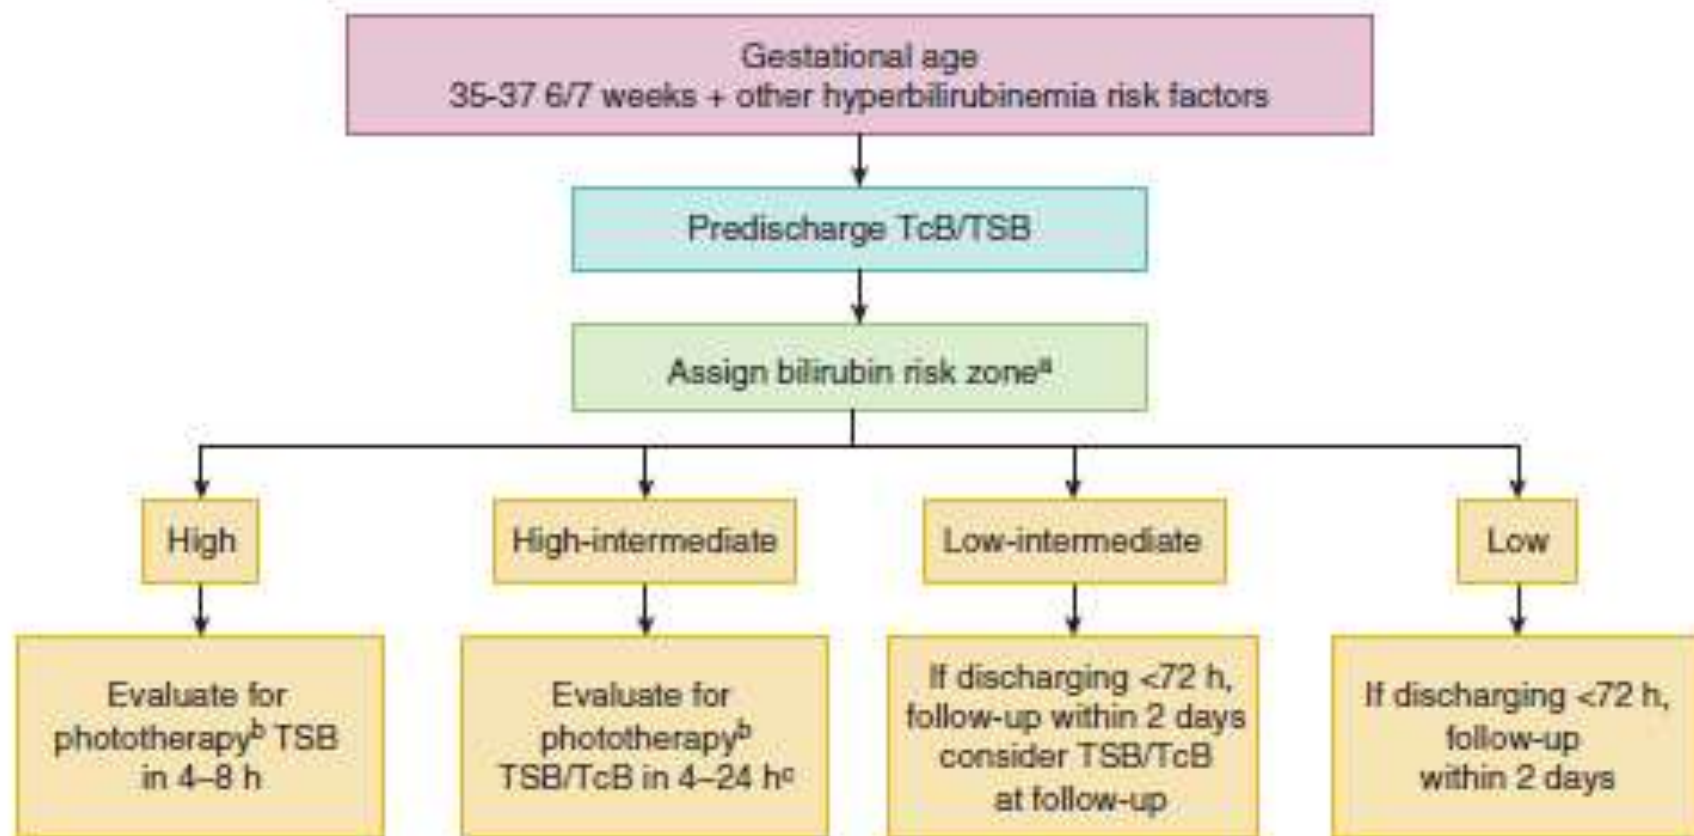 Gestational age
35-37 6/7 weeks + other hyperbilirubinemia risk factors
Predischarge TcB/TSB
Assign bilirubin risk zoneᵃ
High
High-intermediate
Low-intermediate
Low
Evaluate for
phototherapyᵇ TSB
in 4–8 h
Evaluate for
phototherapyᵇ
TSB/TcB in 4–24 hᶜ
If discharging <72 h,
follow-up within 2 days
consider TSB/TcB
at follow-up
If discharging <72 h,
follow-up
within 2 days